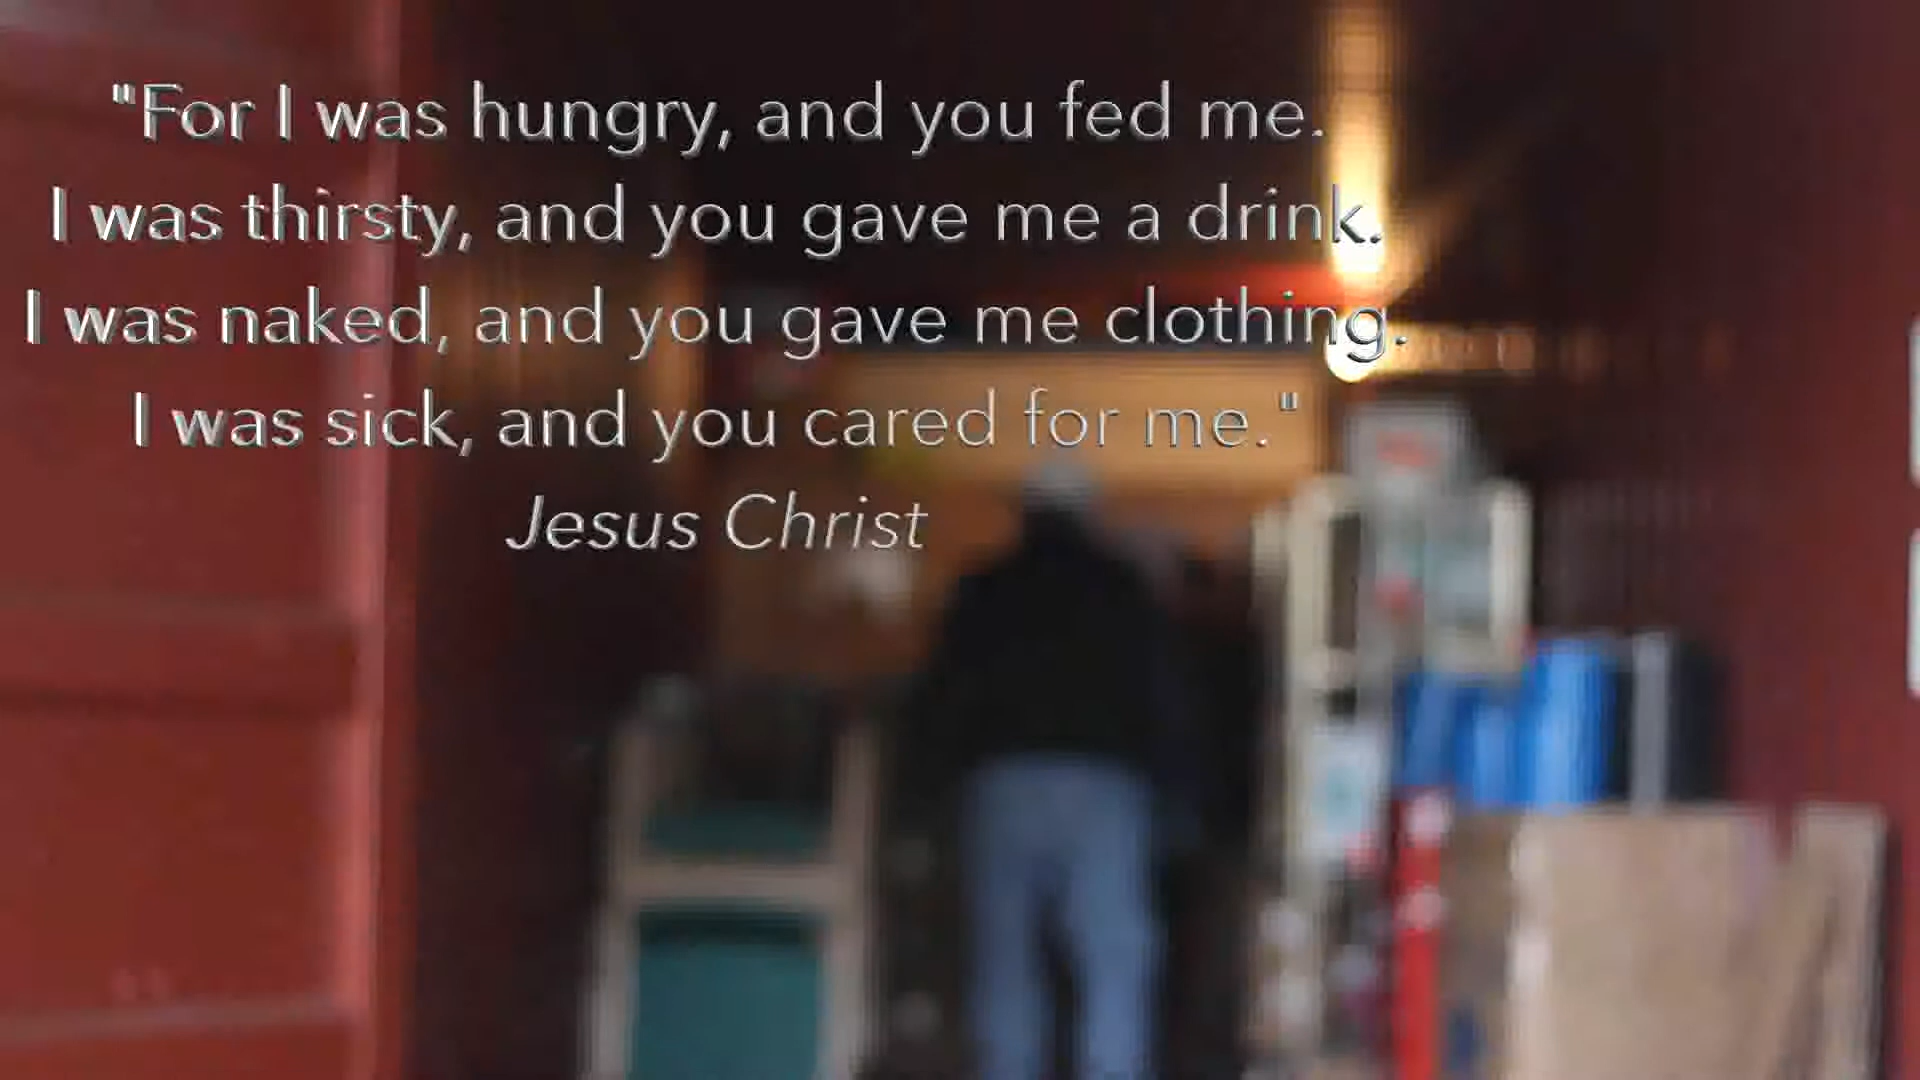 "For I was hungry, and you fed me.
I was thirsty, and you gave me a drink.
I was naked, and you gave me clothing.
I was sick, and you cared for me."
Jesus Christ